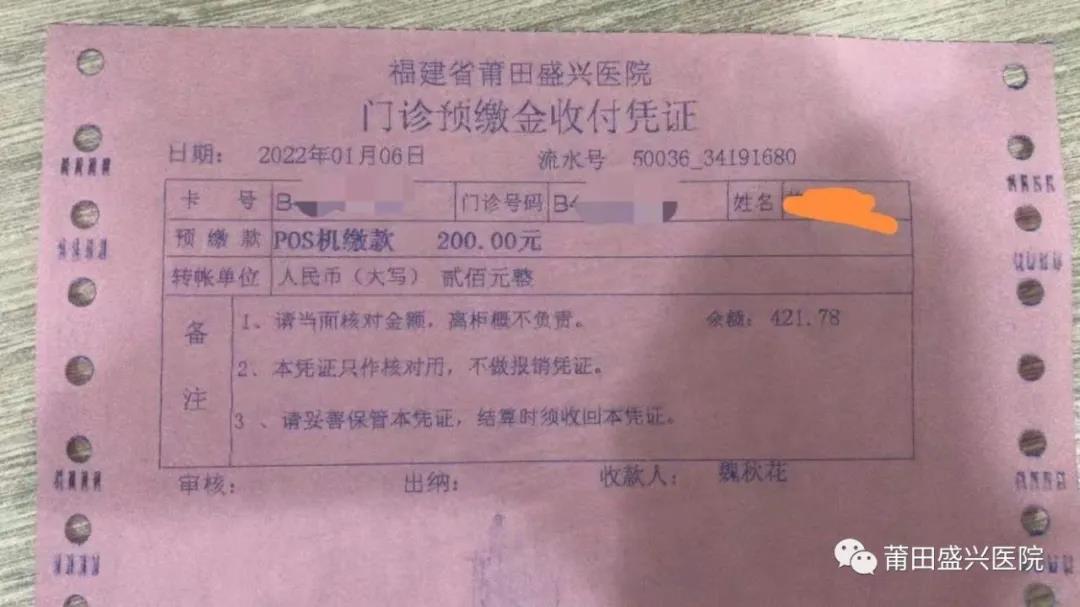 福建省莆田盛兴医院
门诊预缴金收付凭证
日期： 2022年01月06日 流水号 50036_34191680
卡 号 B 门诊号码 B 姓名
预 缴 款 POS机缴款 200.00元
转帐单位 人民币（大写） 贰佰元整
备注
1、请当面核对金额，离柜概不负责。 余额： 421.78
2、本凭证只作核对用，不做报销凭证。
3 、请妥善保管本凭证，结算时须收回本凭证。
审核： 出纳： 收款人： 魏秋花
莆田盛兴医院